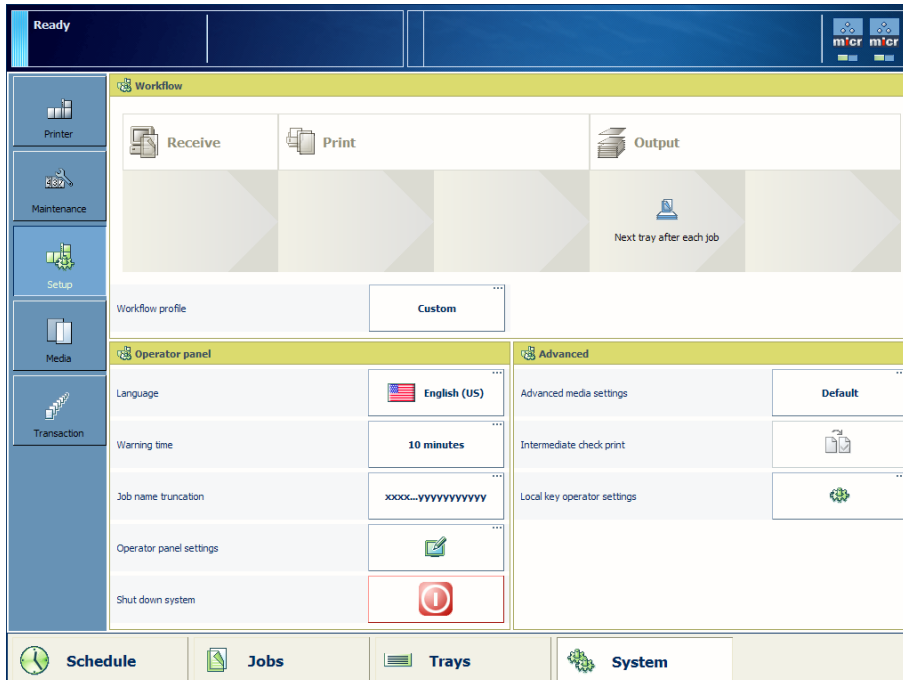 Ready
micr micr
Workflow
Printer
Receive
Print
Output
Maintenance
Next tray after each job
Setup
Workflow profile
Custom
Media
Operator panel
Advanced
Language
English (US)
Advanced media settings
Default
Transaction
Warning time
10 minutes
Intermediate check print
Job name truncation
xxxx...yyyyyyyyyyy
Local key operator settings
Operator panel settings
Shut down system
Schedule
Jobs
Trays
System